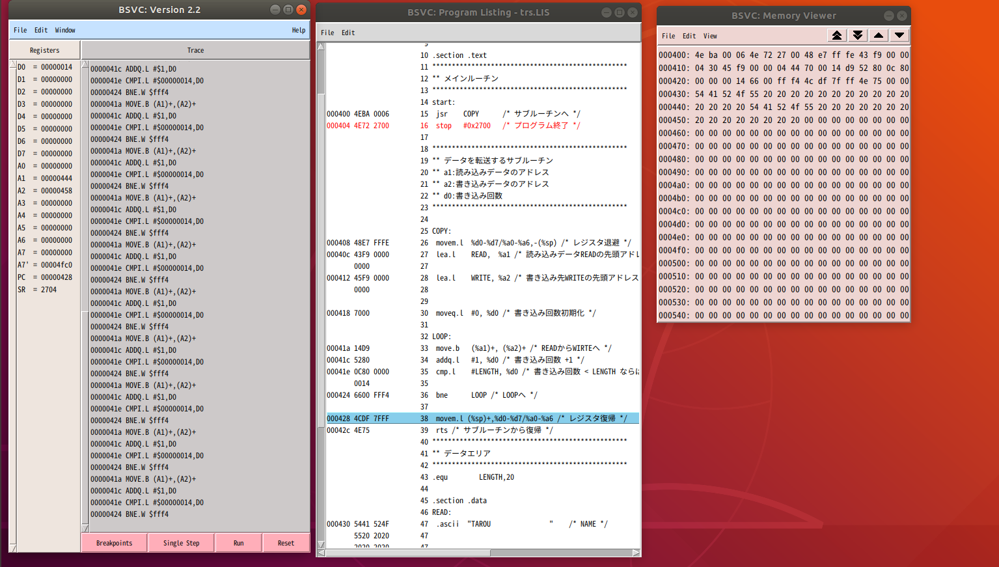 BSVC: Version 2.2
File Edit Window Help
Registers Trace
D0 = 00000014
D1 = 00000000
D2 = 00000000
D3 = 00000000
D4 = 00000000
D5 = 00000000
D6 = 00000000
D7 = 00000000
A0 = 00000000
A1 = 00000444
A2 = 00000458
A3 = 00000000
A4 = 00000000
A5 = 00000000
A6 = 00000000
A7 = 00000000
A7' = 00004fc0
PC = 00000428
SR = 2704
0000041c ADDQ.L #$1,D0
0000041e CMPI.L #$00000014,D0
00000424 BNE.W $fff4
0000041a MOVE.B (A1)+,(A2)+
0000041c ADDQ.L #$1,D0
0000041e CMPI.L #$00000014,D0
00000424 BNE.W $fff4
0000041a MOVE.B (A1)+,(A2)+
0000041c ADDQ.L #$1,D0
0000041e CMPI.L #$00000014,D0
00000424 BNE.W $fff4
0000041a MOVE.B (A1)+,(A2)+
0000041c ADDQ.L #$1,D0
0000041e CMPI.L #$00000014,D0
00000424 BNE.W $fff4
0000041a MOVE.B (A1)+,(A2)+
0000041c ADDQ.L #$1,D0
0000041e CMPI.L #$00000014,D0
00000424 BNE.W $fff4
0000041a MOVE.B (A1)+,(A2)+
0000041c ADDQ.L #$1,D0
0000041e CMPI.L #$00000014,D0
00000424 BNE.W $fff4
0000041a MOVE.B (A1)+,(A2)+
0000041c ADDQ.L #$1,D0
0000041e CMPI.L #$00000014,D0
00000424 BNE.W $fff4
0000041a MOVE.B (A1)+,(A2)+
0000041c ADDQ.L #$1,D0
0000041e CMPI.L #$00000014,D0
00000424 BNE.W $fff4
0000041a MOVE.B (A1)+,(A2)+
0000041c ADDQ.L #$1,D0
0000041e CMPI.L #$00000014,D0
00000424 BNE.W $fff4
0000041a MOVE.B (A1)+,(A2)+
0000041c ADDQ.L #$1,D0
0000041e CMPI.L #$00000014,D0
00000424 BNE.W $fff4
Breakpoints Single Step Run Reset
BSVC: Program Listing - trs.LIS
File Edit
9
10 .section .text
11 **************************************************
12 ** メインルーチン
13 **************************************************
14 start:
000400 4EBA 0006 15 jsr COPY /* サブルーチンへ */
000404 4E72 2700 16 stop #0x2700 /* プログラム終了 */
17
18 **************************************************
19 ** データを転送するサブルーチン
20 ** a1:読み込みデータのアドレス
21 ** a2:書き込みデータのアドレス
22 ** d0:書き込み回数
23 **************************************************
24
25 COPY:
000408 48E7 FFFE 26 movem.l %d0-%d7/%a0-%a6,-(%sp) /* レジスタ退避 */
00040c 43F9 0000 27 lea.l READ, %a1 /* 読み込みデータREADの先頭アドレ
0000 27
000412 45F9 0000 28 lea.l WRITE, %a2 /* 書き込み先WRITEの先頭アドレス
0000 28
29
000418 7000 30 moveq.l #0, %d0 /* 書き込み回数初期化 */
31
32 LOOP:
00041a 14D9 33 move.b (%a1)+, (%a2)+ /* READからWIRTEへ */
00041c 5280 34 addq.l #1, %d0 /* 書き込み回数 +1 */
00041e 0C80 0000 35 cmp.l #LENGTH, %d0 /* 書き込み回数 < LENGTH ならば
0014 35
000424 6600 FFF4 36 bne LOOP /* LOOPへ */
37
000428 4CDF 7FFF 38 movem.l (%sp)+,%d0-%d7/%a0-%a6 /* レジスタ復帰 */
00042c 4E75 39 rts /* サブルーチンから復帰 */
40 **************************************************
41 ** データエリア
42 **************************************************
43 .equ LENGTH,20
44
45 .section .data
46 READ:
000430 5441 524F 47 .ascii "TAROU " /* NAME */
5520 2020 47
2020 2020 47
BSVC: Memory Viewer
File Edit View
000400: 4e ba 00 06 4e 72 27 00 48 e7 ff fe 43 f9 00 00
000410: 04 30 45 f9 00 00 04 44 70 00 14 d9 52 80 0c 80
000420: 00 00 00 14 66 00 ff f4 4c df 7f ff 4e 75 00 00
000430: 54 41 52 4f 55 20 20 20 20 20 20 20 20 20 20 20
000440: 20 20 20 20 54 41 52 4f 55 20 20 20 20 20 20 20
000450: 20 20 20 20 20 20 20 20 00 00 00 00 00 00 00 00
000460: 00 00 00 00 00 00 00 00 00 00 00 00 00 00 00 00
000470: 00 00 00 00 00 00 00 00 00 00 00 00 00 00 00 00
000480: 00 00 00 00 00 00 00 00 00 00 00 00 00 00 00 00
000490: 00 00 00 00 00 00 00 00 00 00 00 00 00 00 00 00
0004a0: 00 00 00 00 00 00 00 00 00 00 00 00 00 00 00 00
0004b0: 00 00 00 00 00 00 00 00 00 00 00 00 00 00 00 00
0004c0: 00 00 00 00 00 00 00 00 00 00 00 00 00 00 00 00
0004d0: 00 00 00 00 00 00 00 00 00 00 00 00 00 00 00 00
0004e0: 00 00 00 00 00 00 00 00 00 00 00 00 00 00 00 00
0004f0: 00 00 00 00 00 00 00 00 00 00 00 00 00 00 00 00
000500: 00 00 00 00 00 00 00 00 00 00 00 00 00 00 00 00
000510: 00 00 00 00 00 00 00 00 00 00 00 00 00 00 00 00
000520: 00 00 00 00 00 00 00 00 00 00 00 00 00 00 00 00
000530: 00 00 00 00 00 00 00 00 00 00 00 00 00 00 00 00
000540: 00 00 00 00 00 00 00 00 00 00 00 00 00 00 00 00